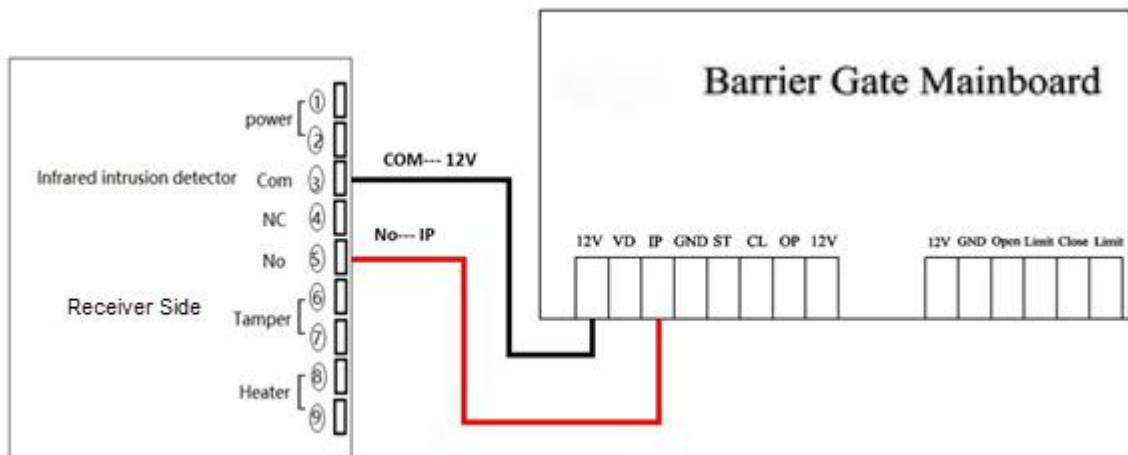 Barrier Gate Mainboard
power
①
②
COM--- 12V
Infrared intrusion detector Com ③
NC ④
No--- IP
No ⑤
12V VD IP GND ST CL OP 12V
12V GND Open Limit Close Limit
Receiver Side
Tamper
⑥
⑦
Heater
⑧
⑨